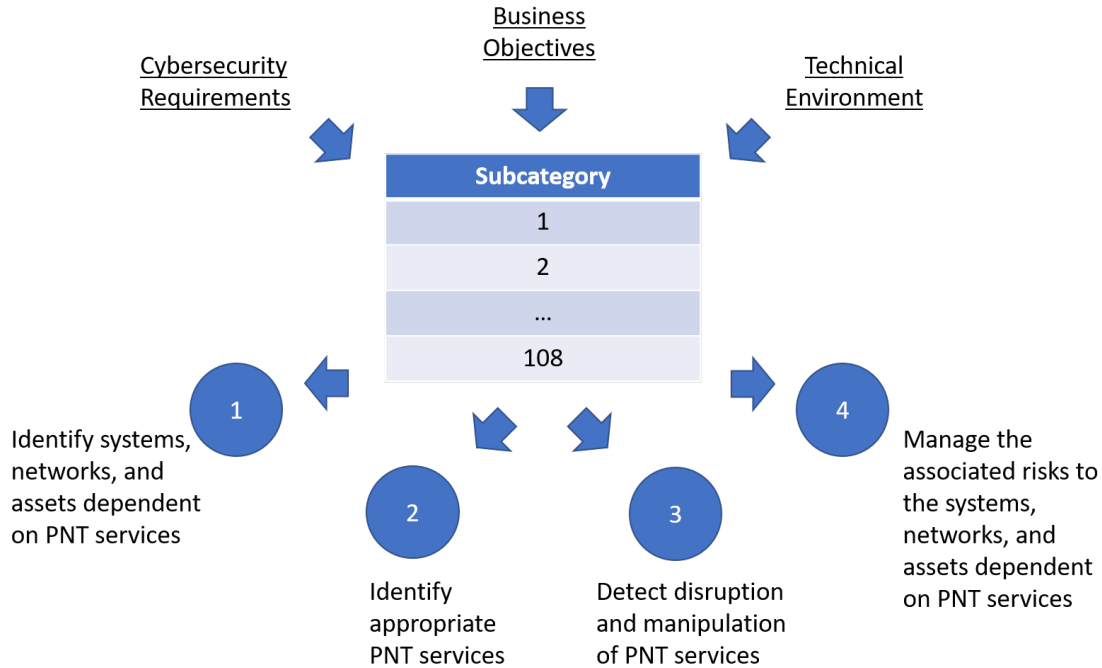 Business
Objectives
Cybersecurity
Requirements
Technical
Environment
Subcategory
1
2
...
108
1
Identify systems,
networks, and
assets dependent
on PNT services
2
Identify
appropriate
PNT services
3
Detect disruption
and manipulation
of PNT services
4
Manage the
associated risks to
the systems,
networks, and
assets dependent
on PNT services